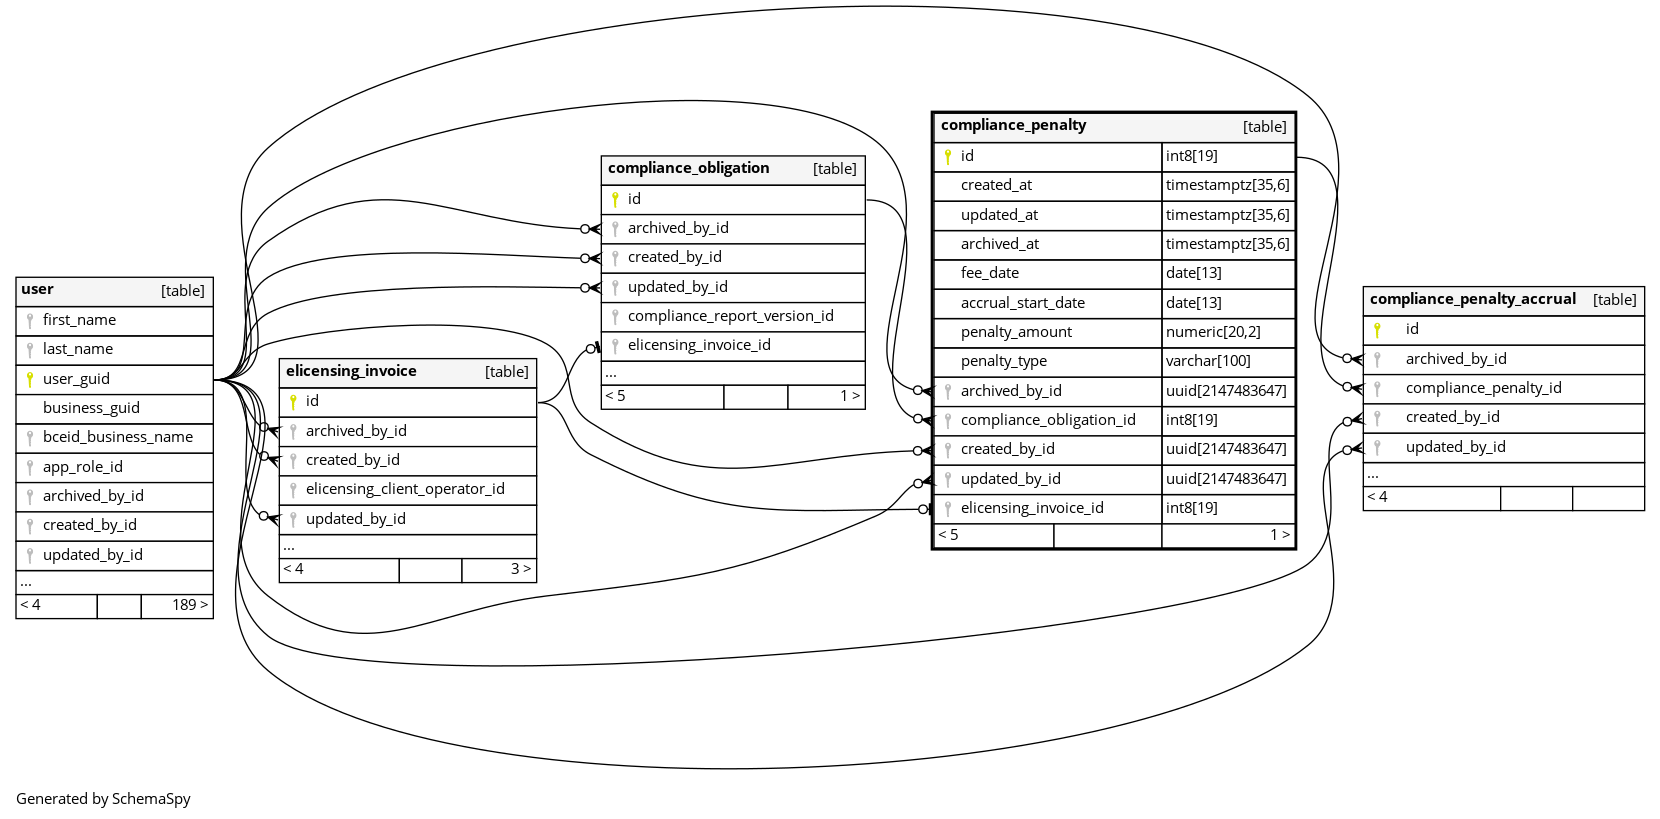 user [table]
first_name
last_name
user_guid
business_guid
bceid_business_name
app_role_id
archived_by_id
created_by_id
updated_by_id
...
< 4 189 >
elicensing_invoice [table]
id
archived_by_id
created_by_id
elicensing_client_operator_id
updated_by_id
...
< 4 3 >
compliance_obligation [table]
id
archived_by_id
created_by_id
updated_by_id
compliance_report_version_id
elicensing_invoice_id
...
< 5 1 >
compliance_penalty [table]
id int8[19]
created_at timestamptz[35,6]
updated_at timestamptz[35,6]
archived_at timestamptz[35,6]
fee_date date[13]
accrual_start_date date[13]
penalty_amount numeric[20,2]
penalty_type varchar[100]
archived_by_id uuid[2147483647]
compliance_obligation_id int8[19]
created_by_id uuid[2147483647]
updated_by_id uuid[2147483647]
elicensing_invoice_id int8[19]
< 5 1 >
compliance_penalty_accrual [table]
id
archived_by_id
compliance_penalty_id
created_by_id
updated_by_id
...
< 4
Generated by SchemaSpy